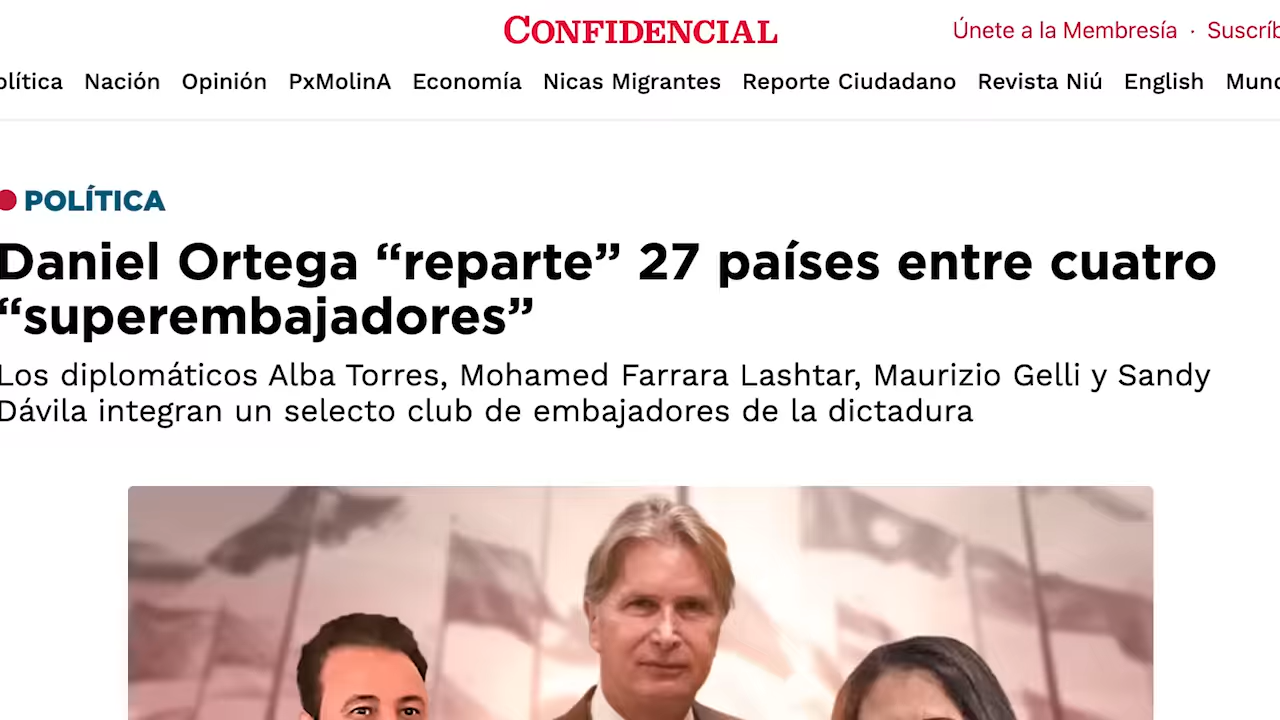 CONFIDENCIAL
Únete a la Membresía · Suscríb
olítica Nación Opinión PxMolinA Economía Nicas Migrantes Reporte Ciudadano Revista Niú English Mund
POLÍTICA
Daniel Ortega “reparte” 27 países entre cuatro
“superembajadores”
Los diplomáticos Alba Torres, Mohamed Farrara Lashtar, Maurizio Gelli y Sandy
Dávila integran un selecto club de embajadores de la dictadura